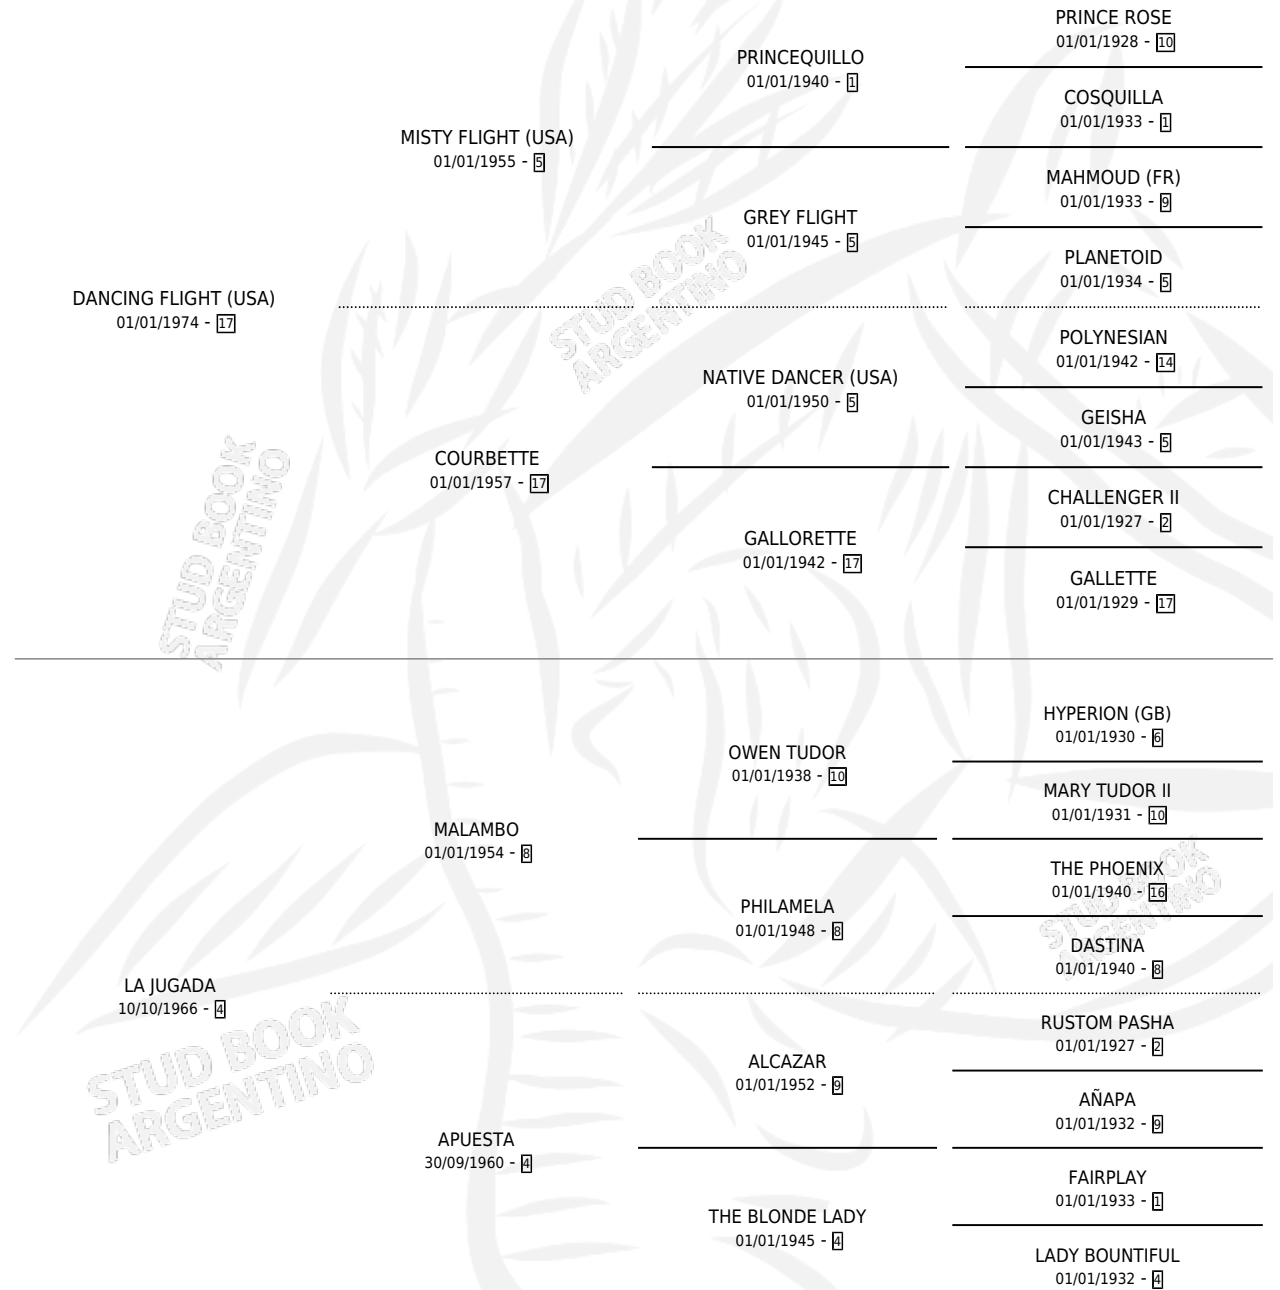 PRINCE ROSE
01/01/1928 - 10
PRINCEQUILLO
01/01/1940 - 1
COSQUILLA
01/01/1933 - 1
MISTY FLIGHT (USA)
01/01/1955 - 5
MAHMOUD (FR)
01/01/1933 - 9
GREY FLIGHT
01/01/1945 - 5
PLANETOID
01/01/1934 - 5
DANCING FLIGHT (USA)
01/01/1974 - 17
POLYNESIAN
01/01/1942 - 14
NATIVE DANCER (USA)
01/01/1950 - 5
GEISHA
01/01/1943 - 5
COURBETTE
01/01/1957 - 17
CHALLENGER II
01/01/1927 - 2
GALLORETTE
01/01/1942 - 17
GALLETTE
01/01/1929 - 17
STUD BOOK
ARGENTINO
STUD BOOK
ARGENTINO
HYPERION (GB)
01/01/1930 - 6
OWEN TUDOR
01/01/1938 - 10
MARY TUDOR II
01/01/1931 - 10
MALAMBO
01/01/1954 - 8
THE PHOENIX
01/01/1940 - 16
PHILAMELA
01/01/1948 - 8
DASTINA
01/01/1940 - 8
STUD BOOK
ARGENTINO
LA JUGADA
10/10/1966 - 4
RUSTOM PASHA
01/01/1927 - 2
ALCAZAR
01/01/1952 - 9
AÑAPA
01/01/1932 - 9
STUD BOOK
ARGENTINO
APUESTA
30/09/1960 - 4
FAIRPLAY
01/01/1933 - 1
THE BLONDE LADY
01/01/1945 - 4
LADY BOUNTIFUL
01/01/1932 - 4